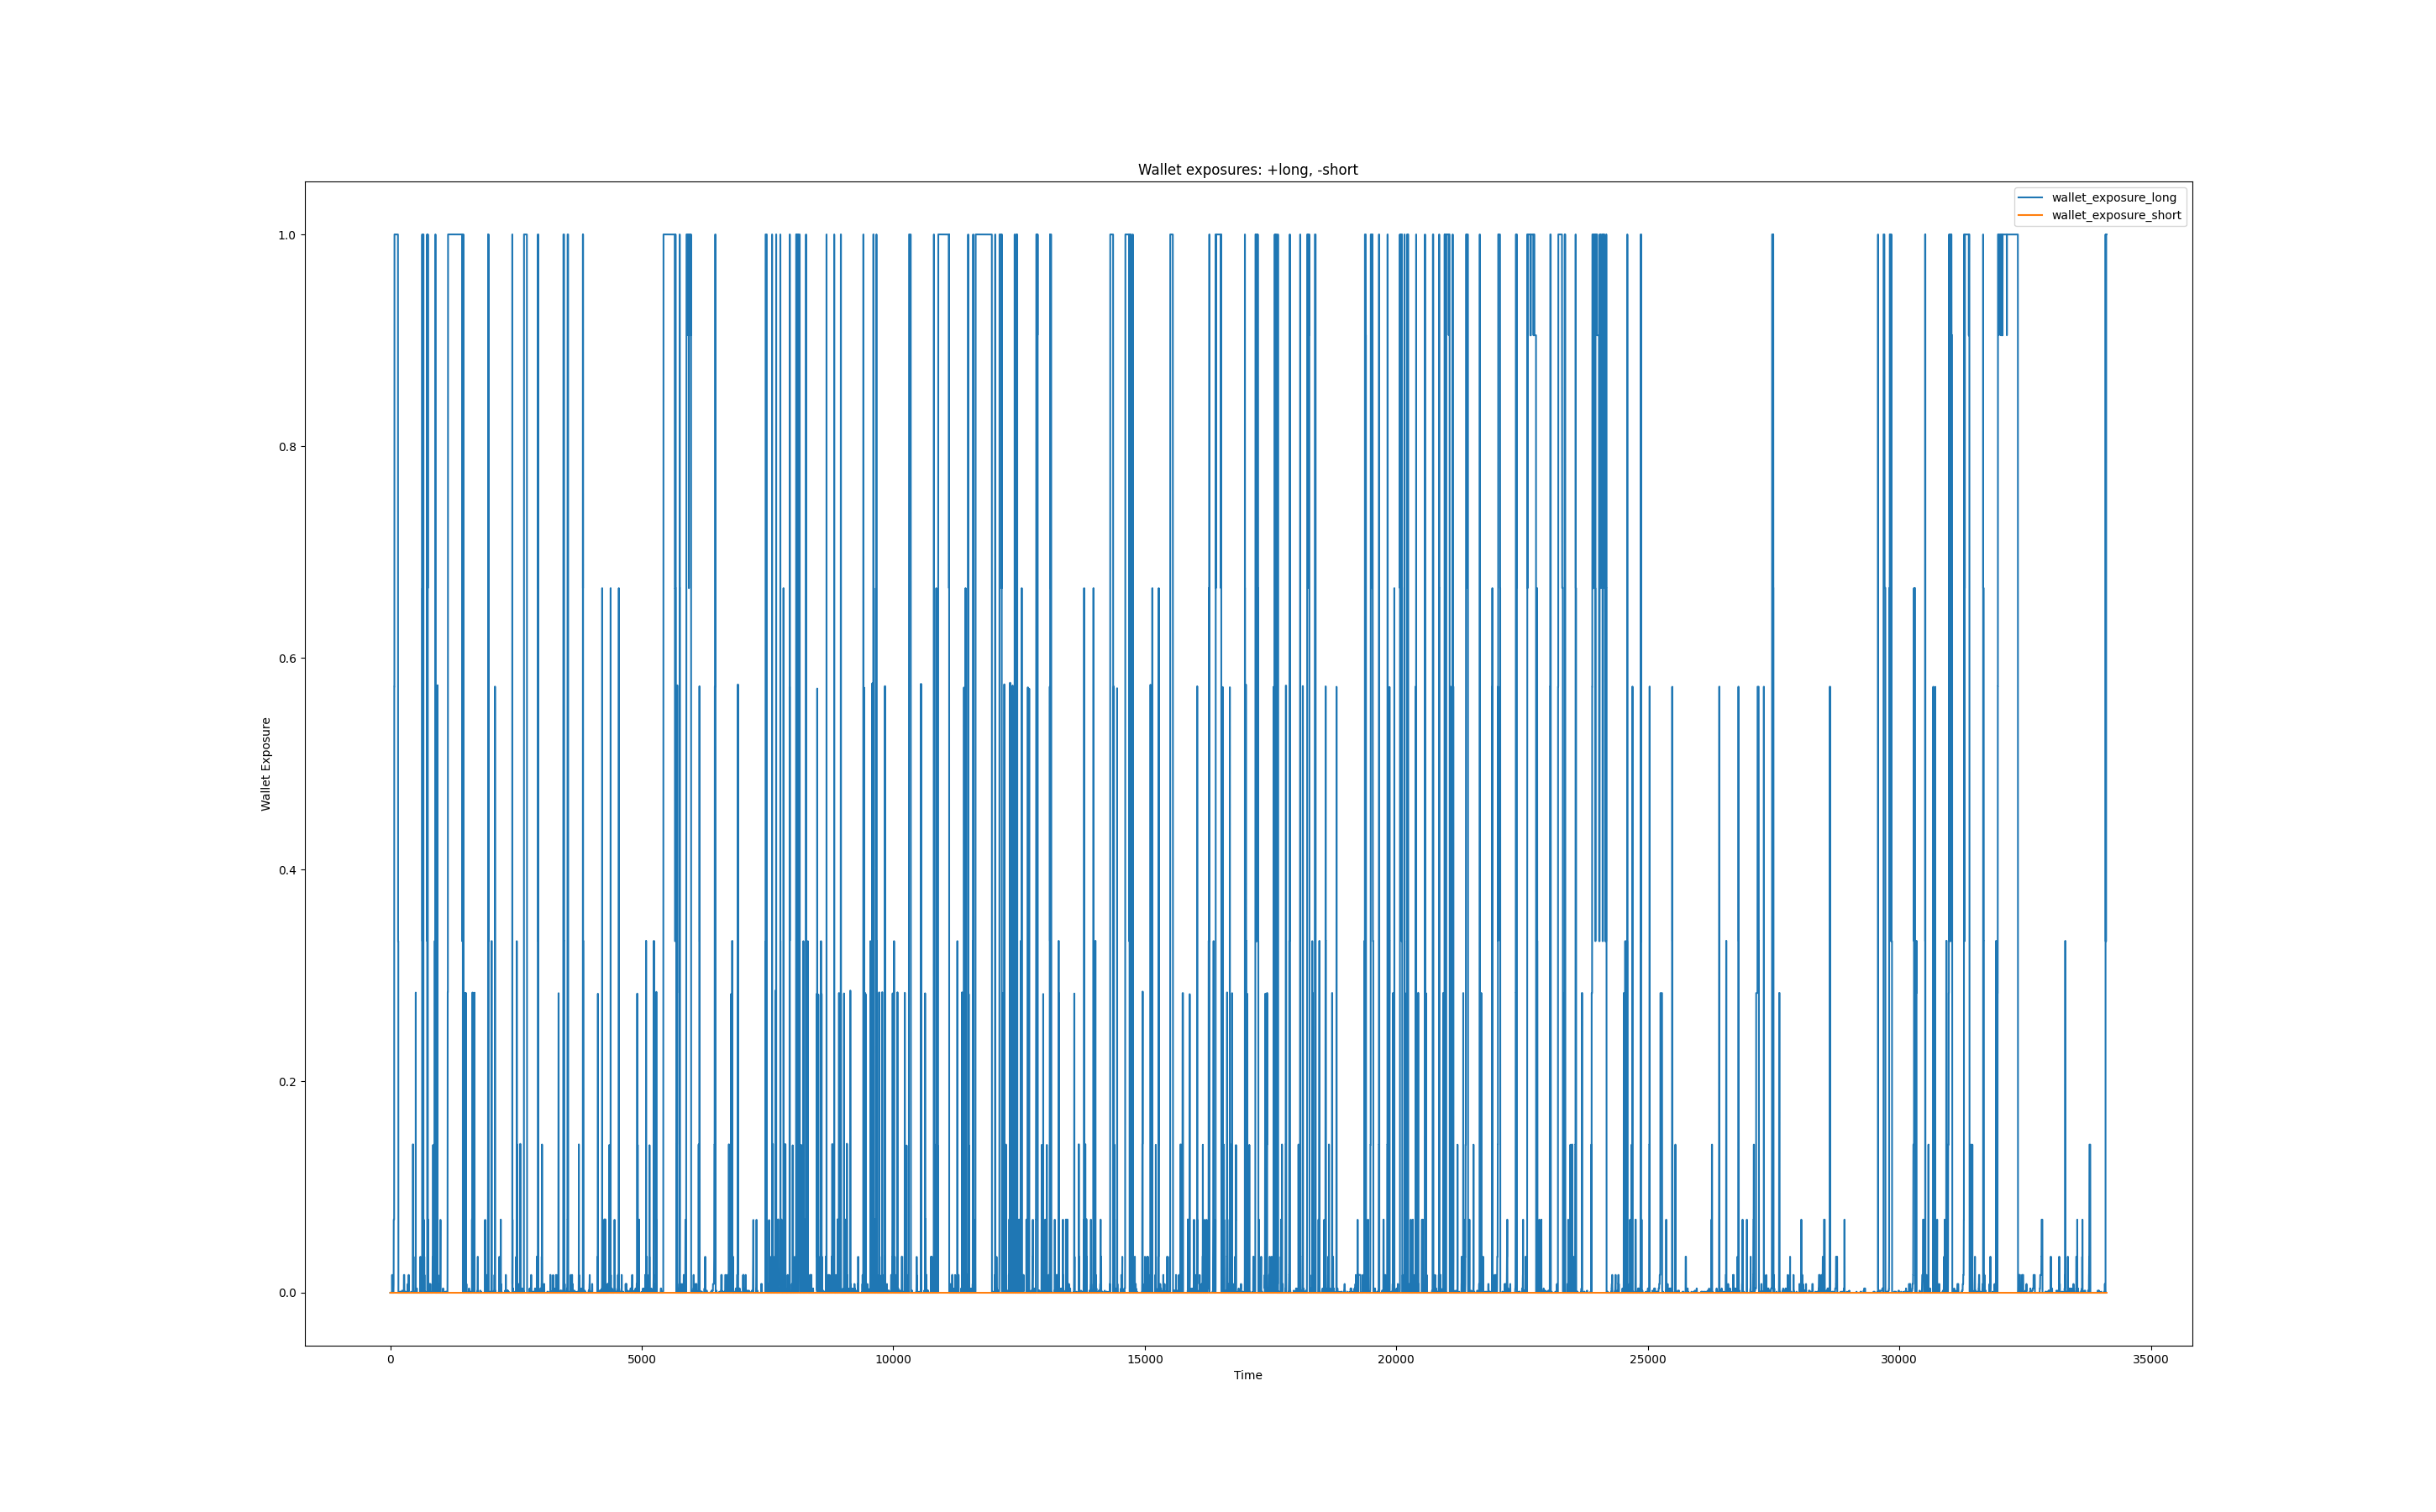 Wallet exposures: +long, -short
wallet_exposure_long
wallet_exposure_short
1.0
0.8
0.6
0.4
0.2
0.0
Wallet Exposure
0 5000 10000 15000 20000 25000 30000 35000
Time